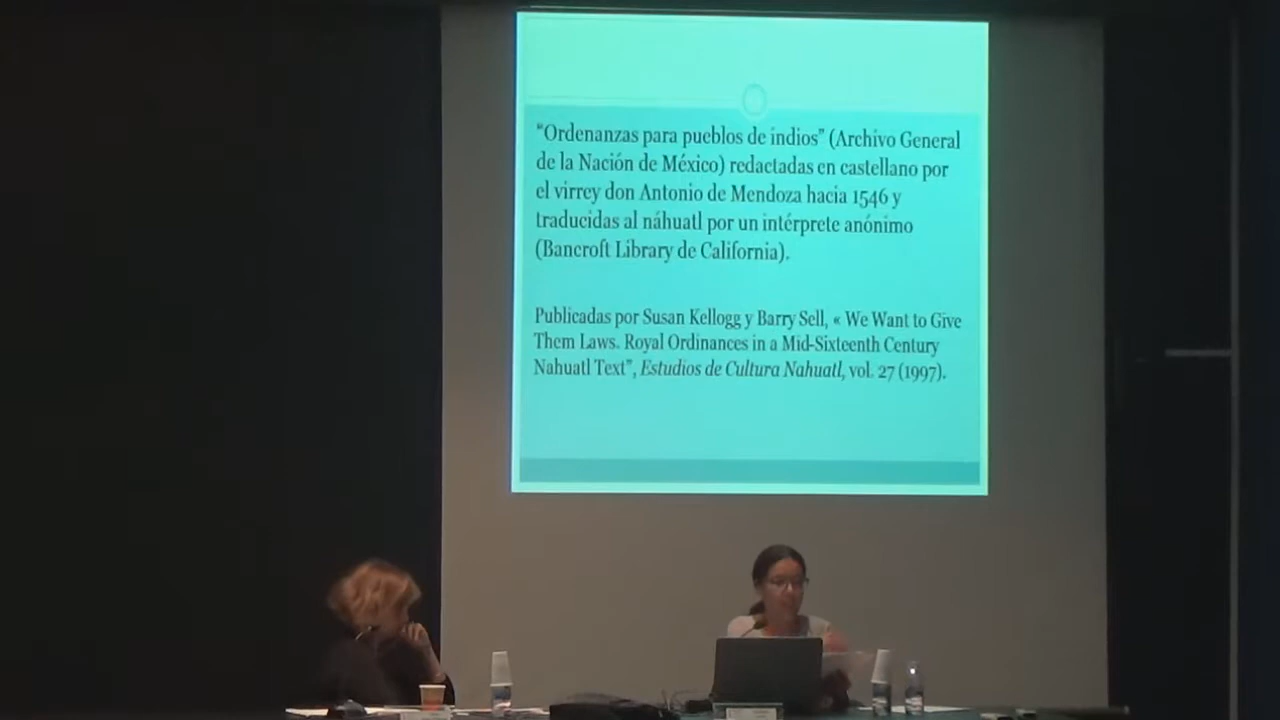 “Ordenanzas para pueblos de indios” (Archivo General
de la Nación de México) redactadas en castellano por
el virrey don Antonio de Mendoza hacia 1546 y
traducidas al náhuatl por un intérprete anónimo
(Bancroft Library de California).
Publicadas por Susan Kellogg y Barry Sell, « We Want to Give
Them Laws. Royal Ordinances in a Mid-Sixteenth Century
Nahuatl Text”, Estudios de Cultura Nahuatl, vol. 27 (1997).